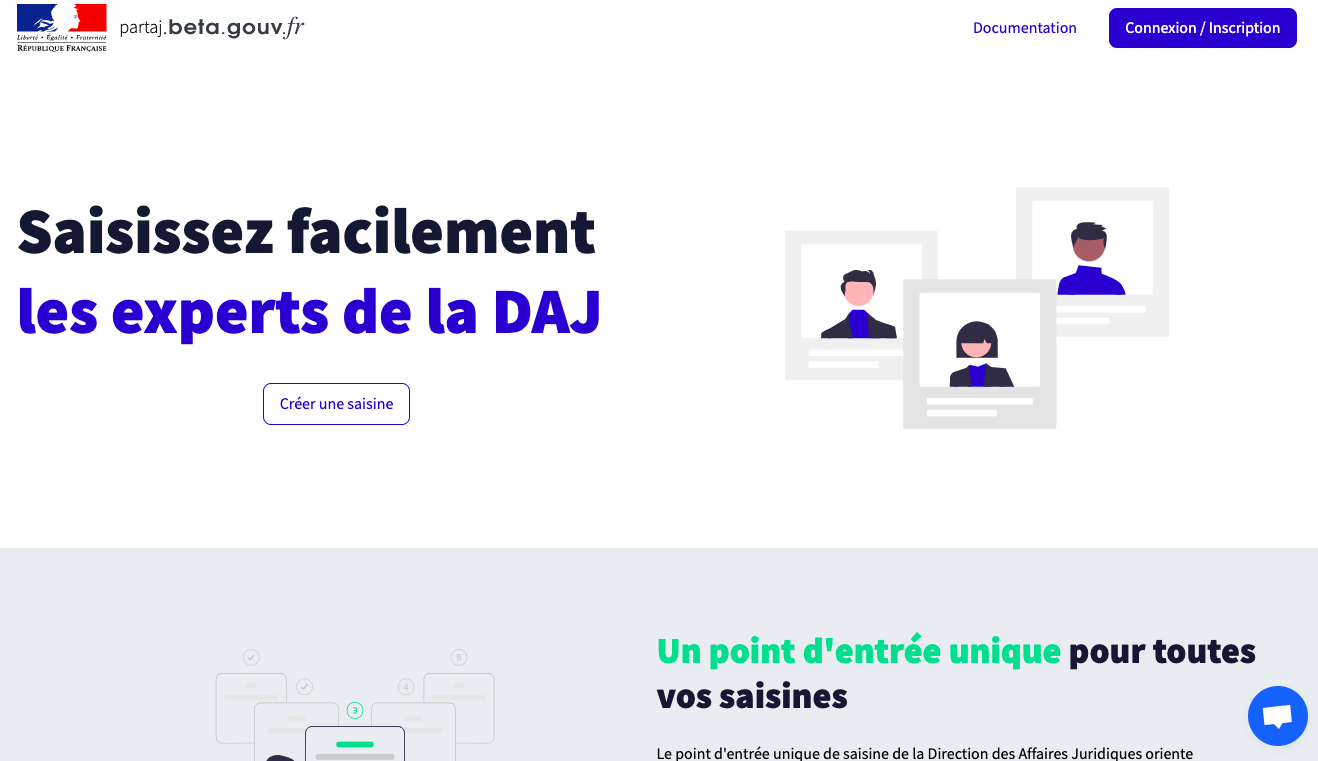 Liberté • Égalité • Fraternité
RÉPUBLIQUE FRANÇAISE
partaj.beta.gouv.fr
Documentation
Connexion / Inscription
Saisissez facilement
les experts de la DAJ
Créer une saisine
5
4
3
Un point d'entrée unique pour toutes
vos saisines
Le point d'entrée unique de saisine de la Direction des Affaires Juridiques oriente